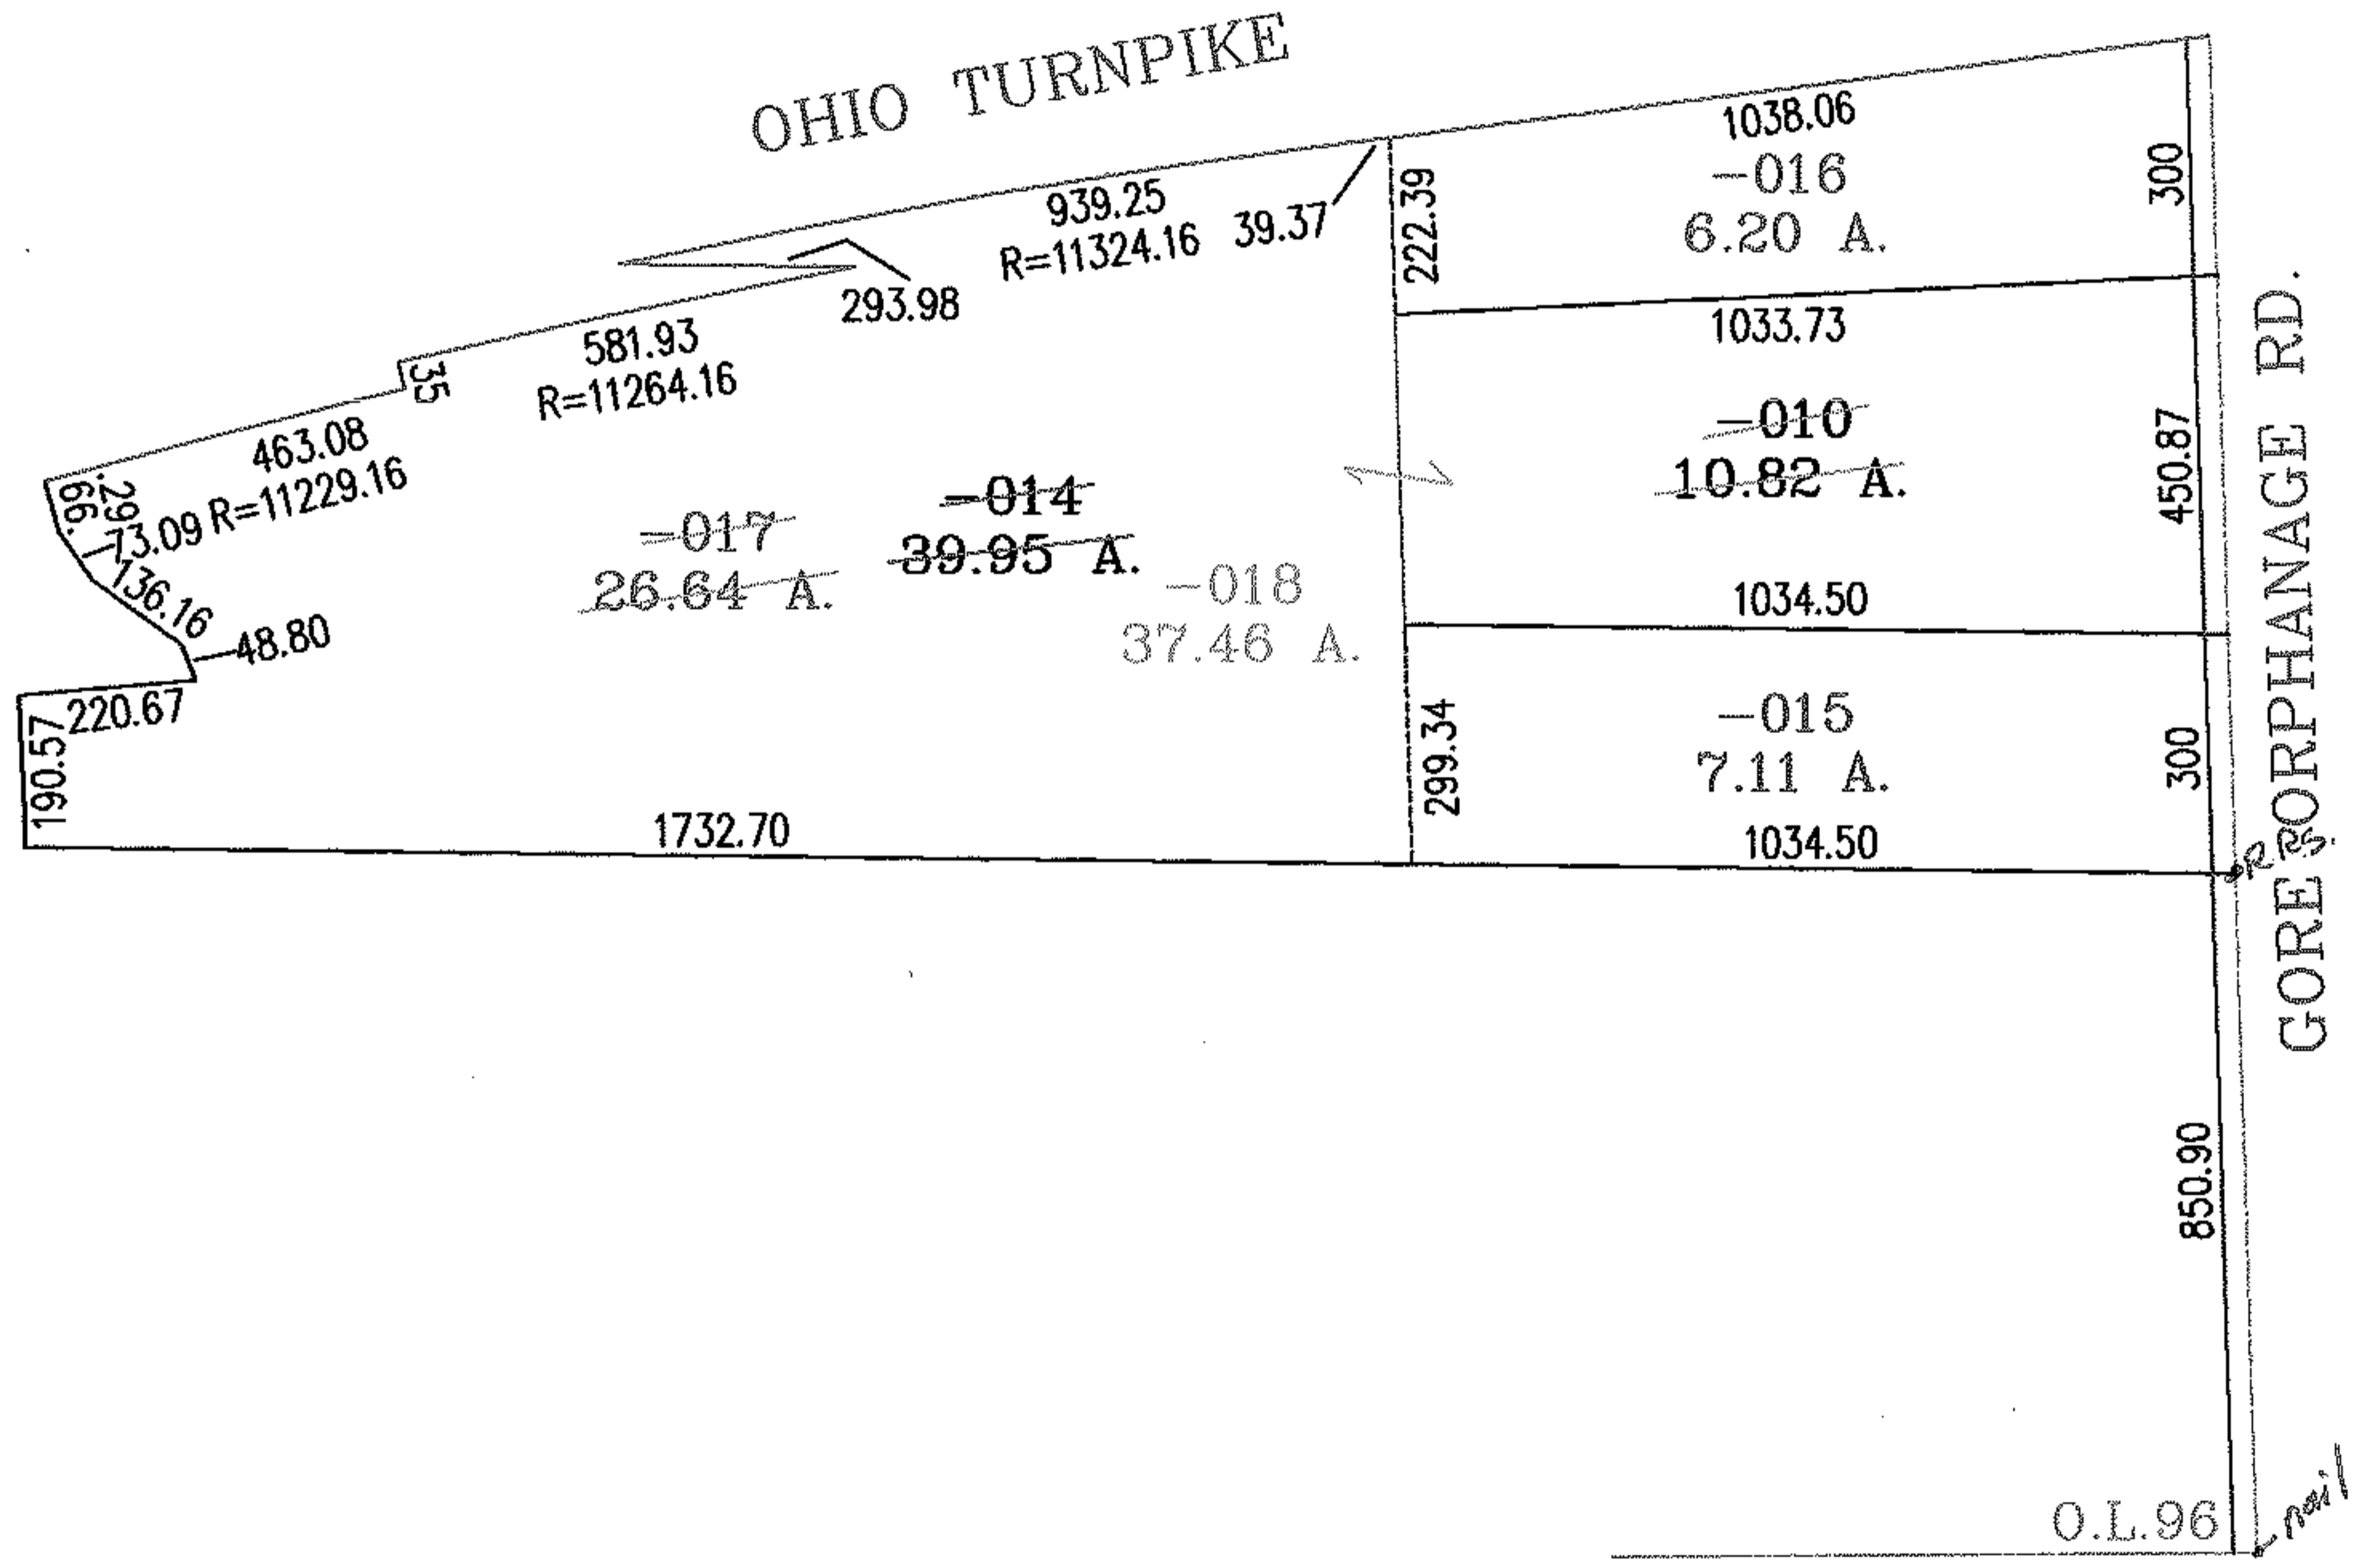 OHIO TURNPIKE
1038.06
-016
6.20 A.
300
939.25
R=11324.16
39.37
222.39
293.98
581.93
R=11264.16
35
1033.73
-010
10.82 A.
450.87
463.08
R=11229.16
66.29
73.09
136.16
48.80
-014
39.95 A.
-017
26.64 A.
-018
37.46 A.
1034.50
220.67
190.57
-015
7.11 A.
299.34
300
1732.70
1034.50
GORE ORPHANAGE RD.
R.R.S.
850.90
O.L.96
nail